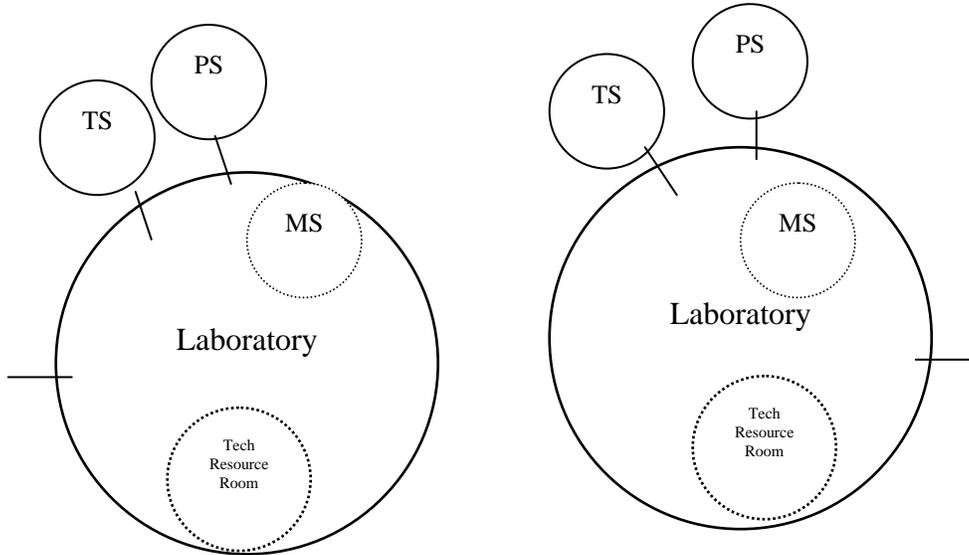 PS
TS
MS
Laboratory
Tech
Resource
Room
PS
TS
MS
Laboratory
Tech
Resource
Room